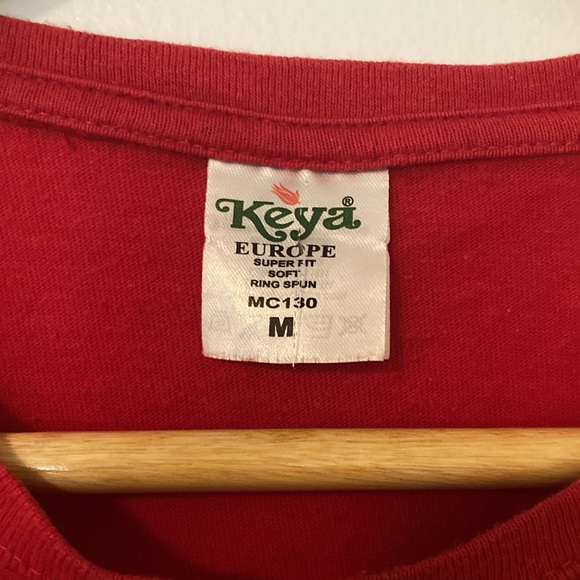 Keya®
EUROPE
SUPER FIT
SOFT
RING SPUN
MC130
M